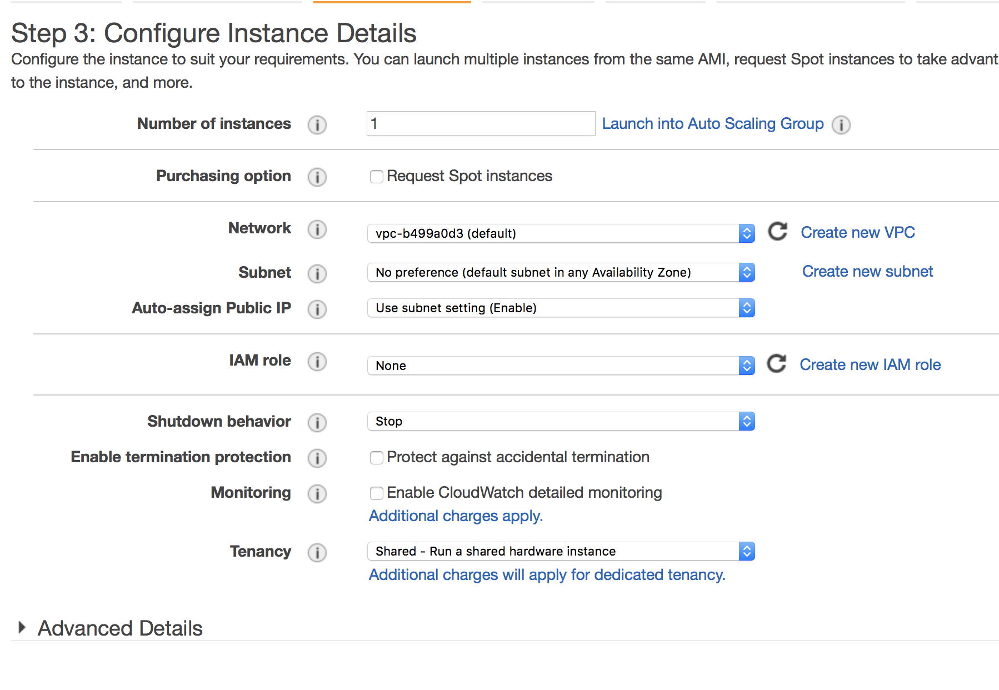 Step 3: Configure Instance Details
Configure the instance to suit your requirements. You can launch multiple instances from the same AMI, request Spot instances to take advant
to the instance, and more.
Number of instances 1 Launch into Auto Scaling Group
Purchasing option Request Spot instances
Network vpc-b499a0d3 (default) Create new VPC
Subnet No preference (default subnet in any Availability Zone) Create new subnet
Auto-assign Public IP Use subnet setting (Enable)
IAM role None Create new IAM role
Shutdown behavior Stop
Enable termination protection Protect against accidental termination
Monitoring Enable CloudWatch detailed monitoring
Additional charges apply.
Tenancy Shared - Run a shared hardware instance
Additional charges will apply for dedicated tenancy.
Advanced Details